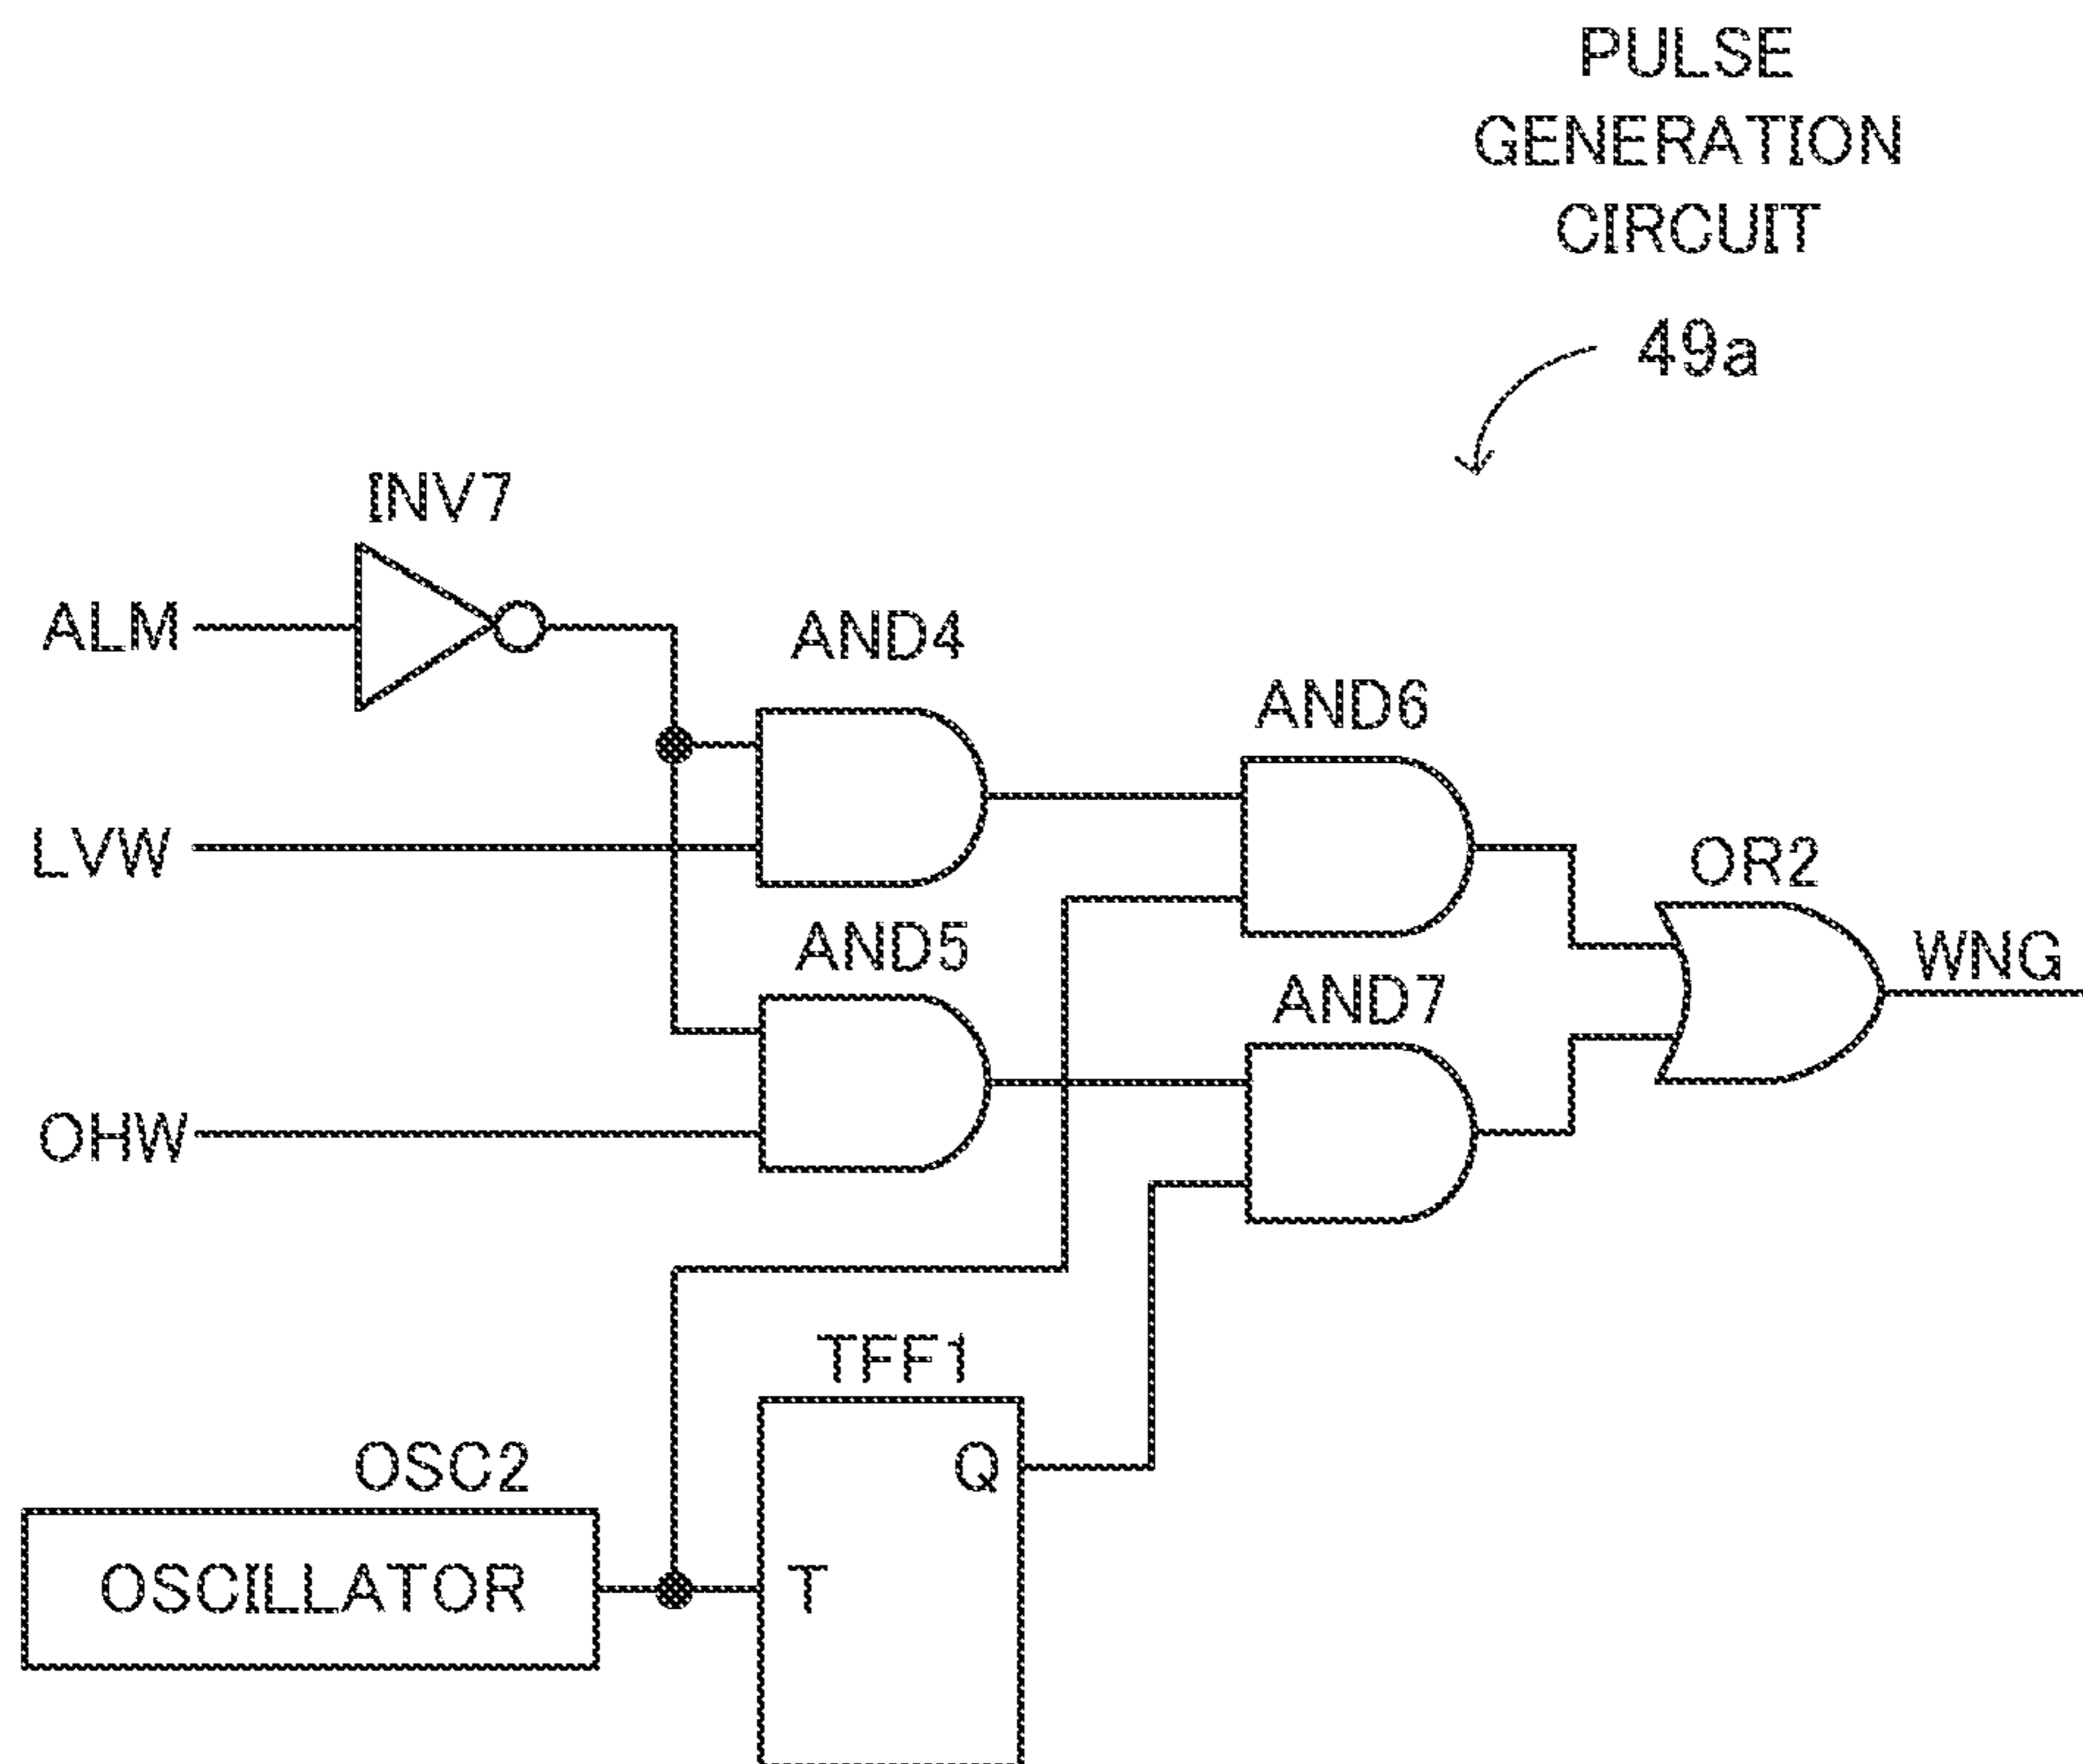 PULSE
GENERATION
CIRCUIT
49a
INV7
ALM
AND4
AND6
LVW
OR2
AND5
WNG
AND7
OHW
TFF1
OSC2
Q
OSCILLATOR
T